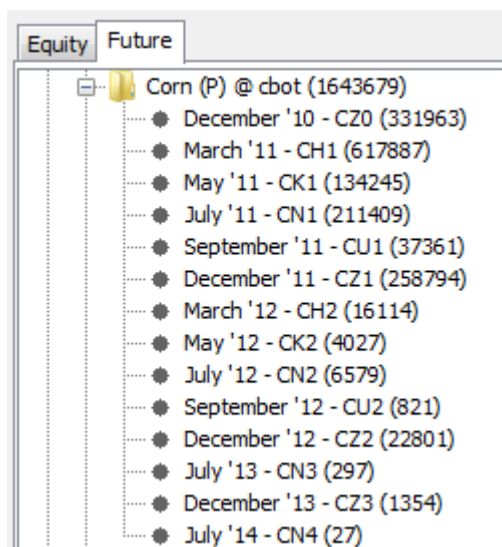 Equity Future
Corn (P) @ cbot (1643679)
December '10 - CZ0 (331963)
March '11 - CH1 (617887)
May '11 - CK1 (134245)
July '11 - CN1 (211409)
September '11 - CU1 (37361)
December '11 - CZ1 (258794)
March '12 - CH2 (16114)
May '12 - CK2 (4027)
July '12 - CN2 (6579)
September '12 - CU2 (821)
December '12 - CZ2 (22801)
July '13 - CN3 (297)
December '13 - CZ3 (1354)
July '14 - CN4 (27)